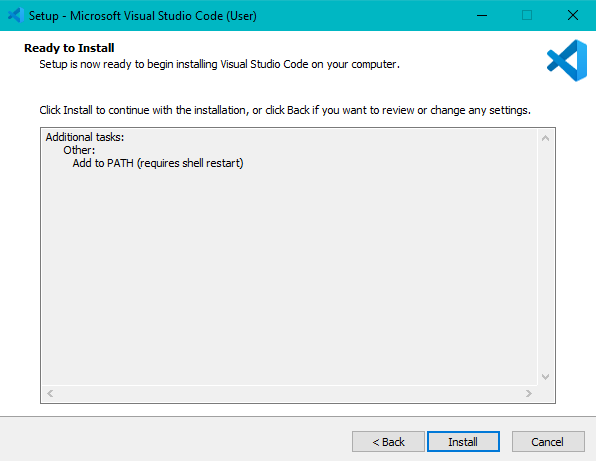 Setup - Microsoft Visual Studio Code (User)
Ready to Install
Setup is now ready to begin installing Visual Studio Code on your computer.
Click Install to continue with the installation, or click Back if you want to review or change any settings.
Additional tasks:
Other:
Add to PATH (requires shell restart)
< Back
Install
Cancel